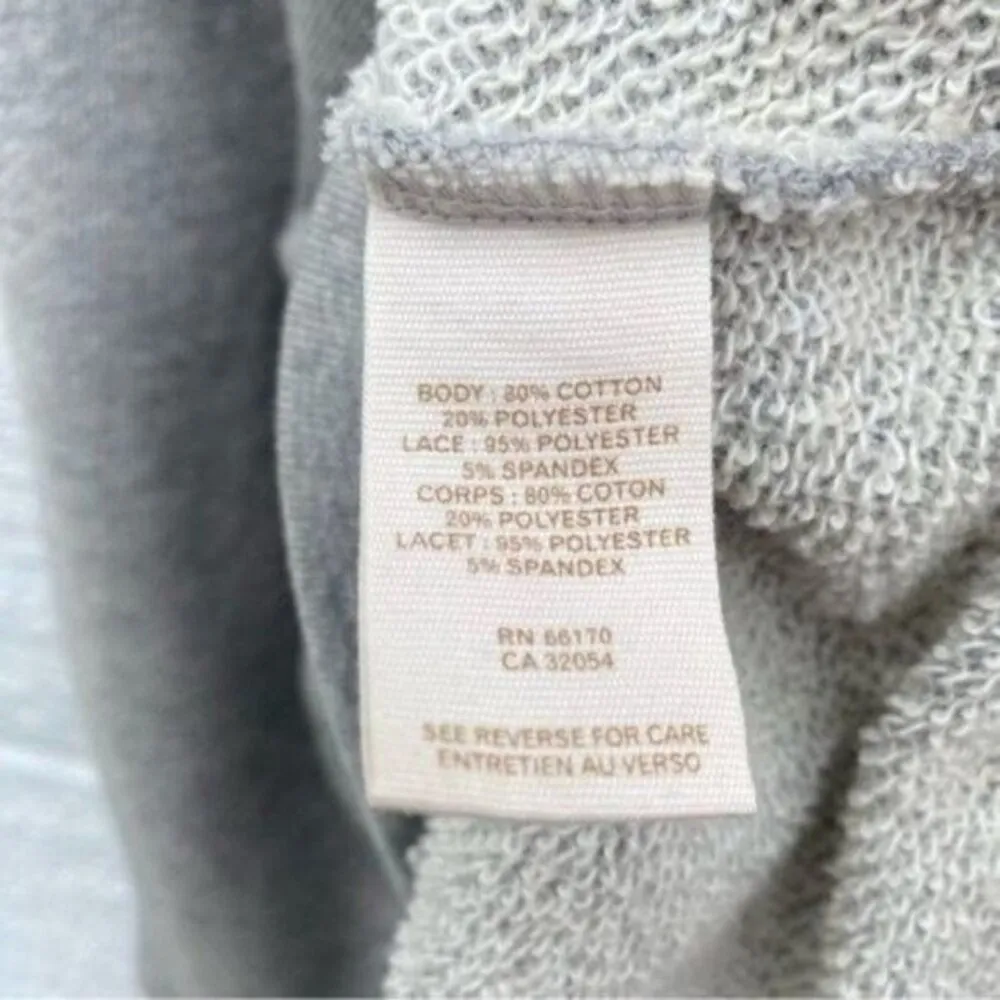 BODY : 80% COTTON
20% POLYESTER
LACE : 95% POLYESTER
5% SPANDEX
CORPS : 80% COTON
20% POLYESTER
LACET : 95% POLYESTER
5% SPANDEX
RN 66170
CA 32054
SEE REVERSE FOR CARE
ENTRETIEN AU VERSO